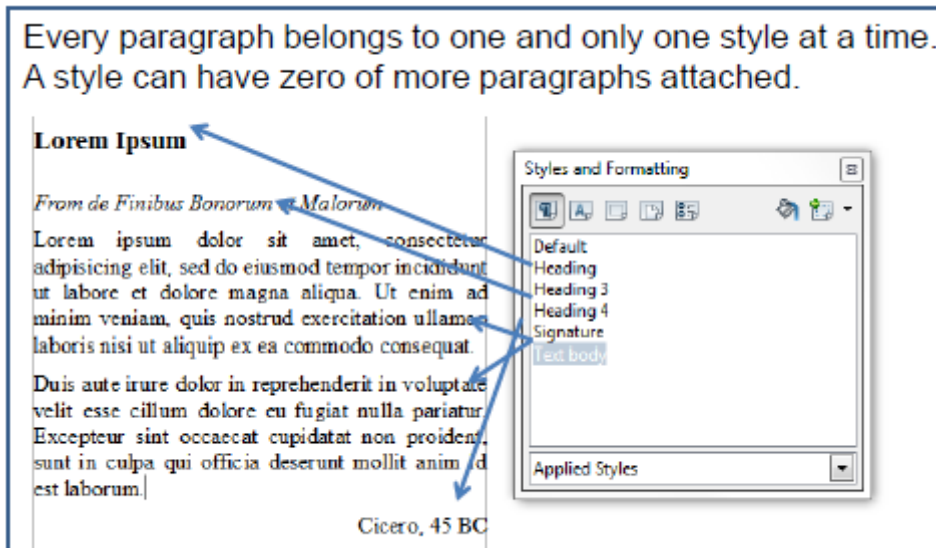 Every paragraph belongs to one and only one style at a time.
A style can have zero of more paragraphs attached.
Lorem Ipsum
From de Finibus Bonorum et Malorum
Lorem ipsum dolor sit amet, consectetur
adipisicing elit, sed do eiusmod tempor incididunt
ut labore et dolore magna aliqua. Ut enim ad
minim veniam, quis nostrud exercitation ullamco
laboris nisi ut aliquip ex ea commodo consequat.
Duis aute irure dolor in reprehenderit in voluptate
velit esse cillum dolore eu fugiat nulla pariatur.
Excepteur sint occaecat cupidatat non proident,
sunt in culpa qui officia deserunt mollit anim id
est laborum.
Cicero, 45 BC
Styles and Formatting
Default
Heading
Heading 3
Heading 4
Signature
Text body
Applied Styles